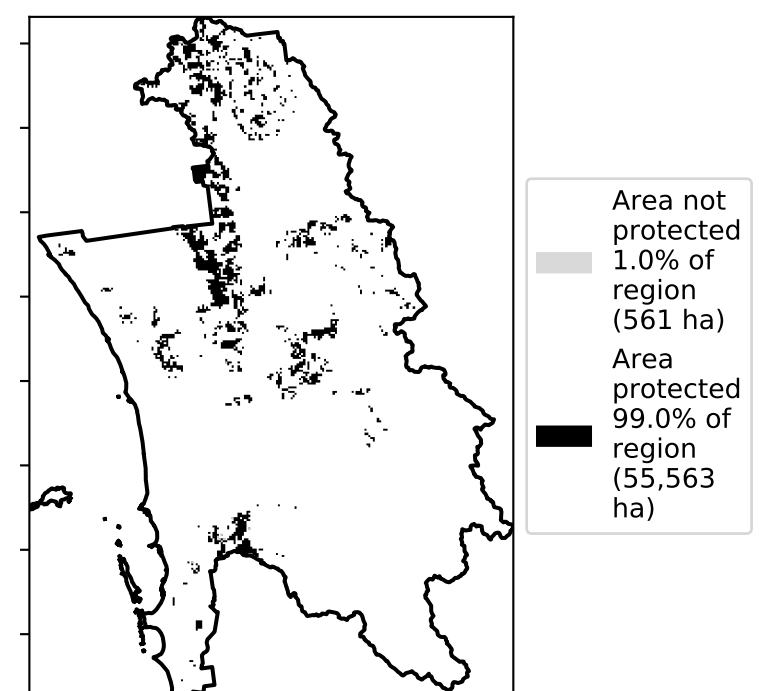 Area not
protected
1.0% of
region
(561 ha)
Area
protected
99.0% of
region
(55,563
ha)